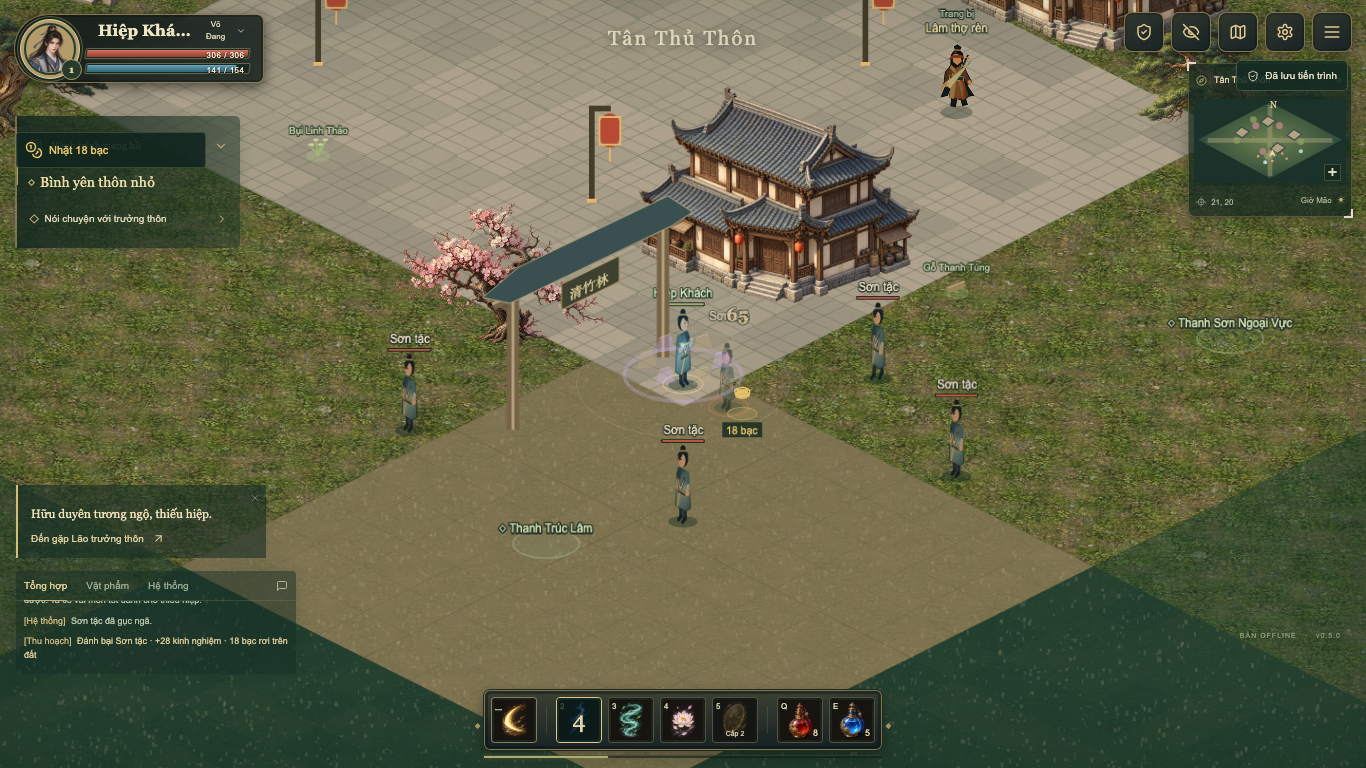 Hiệp Khá...
Võ
Đang
306 / 306
141 / 154
1
Tân Thủ Thôn
Trang bị
Lâm thợ rèn
Đã lưu tiến trình
N
21, 20
Giờ Mão
Nhặt 18 bạc
Bình yên thôn nhỏ
Nói chuyện với trưởng thôn
Bụi Linh Thảo
清竹林
Gỗ Thanh Tùng
Sơn tặc
65
Sơn tặc
Thanh Sơn Ngoại Vực
Sơn tặc
Sơn tặc
18 bạc
Thanh Trúc Lâm
Hữu duyên tương ngộ, thiếu hiệp.
Đến gặp Lão trưởng thôn
Tổng hợp Vật phẩm Hệ thống
[Hệ thống] Sơn tặc đã gục ngã.
[Thu hoạch] Đánh bại Sơn tặc · +28 kinh nghiệm · 18 bạc rơi trên
đất
BẢN OFFLINE v0.5.0
2 4 3 4 5 Cấp 2 Q 8 E 5